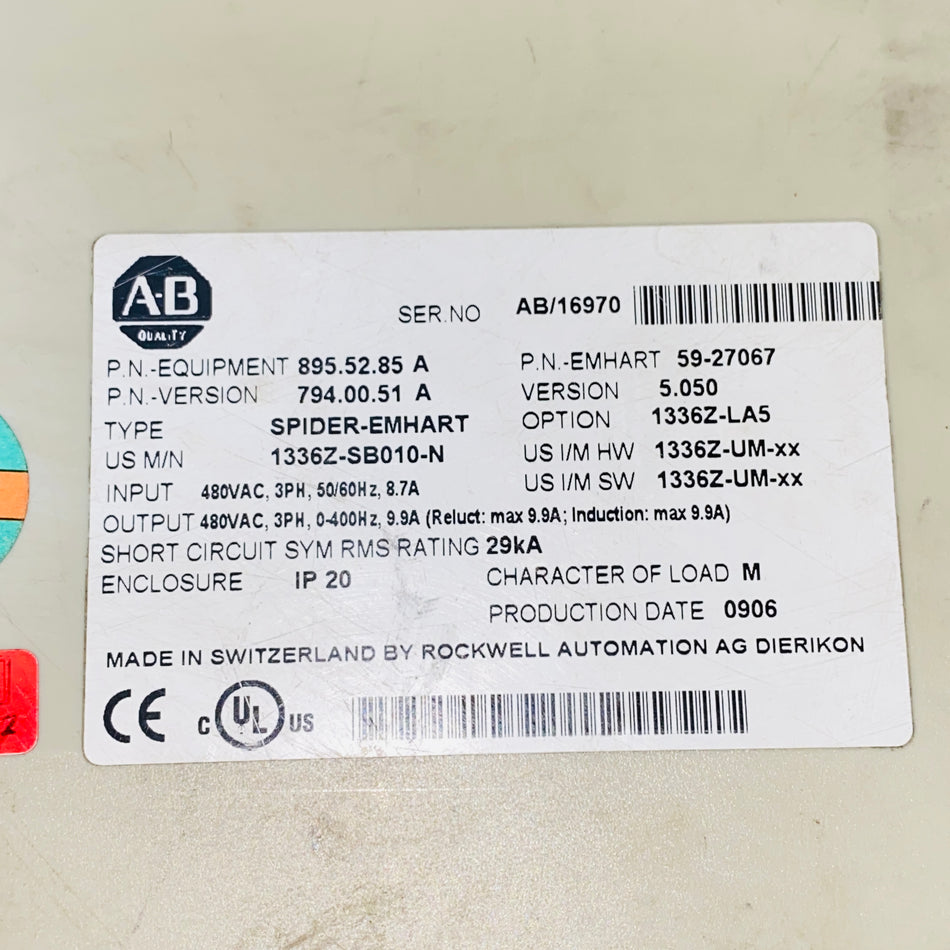 A-B
QUALITY
SER.NO AB/16970
P.N.-EQUIPMENT 895.52.85 A
P.N.-EMHART 59-27067
P.N.-VERSION 794.00.51 A
VERSION 5.050
TYPE SPIDER-EMHART
OPTION 1336Z-LA5
US M/N 1336Z-SB010-N
US I/M HW 1336Z-UM-xx
US I/M SW 1336Z-UM-xx
INPUT 480VAC, 3PH, 50/60Hz, 8.7A
OUTPUT 480VAC, 3PH, 0-400Hz, 9.9A (Reluct: max 9.9A; Induction: max 9.9A)
SHORT CIRCUIT SYM RMS RATING 29kA
ENCLOSURE IP 20
CHARACTER OF LOAD M
PRODUCTION DATE 0906
MADE IN SWITZERLAND BY ROCKWELL AUTOMATION AG DIERIKON
CE C UL US